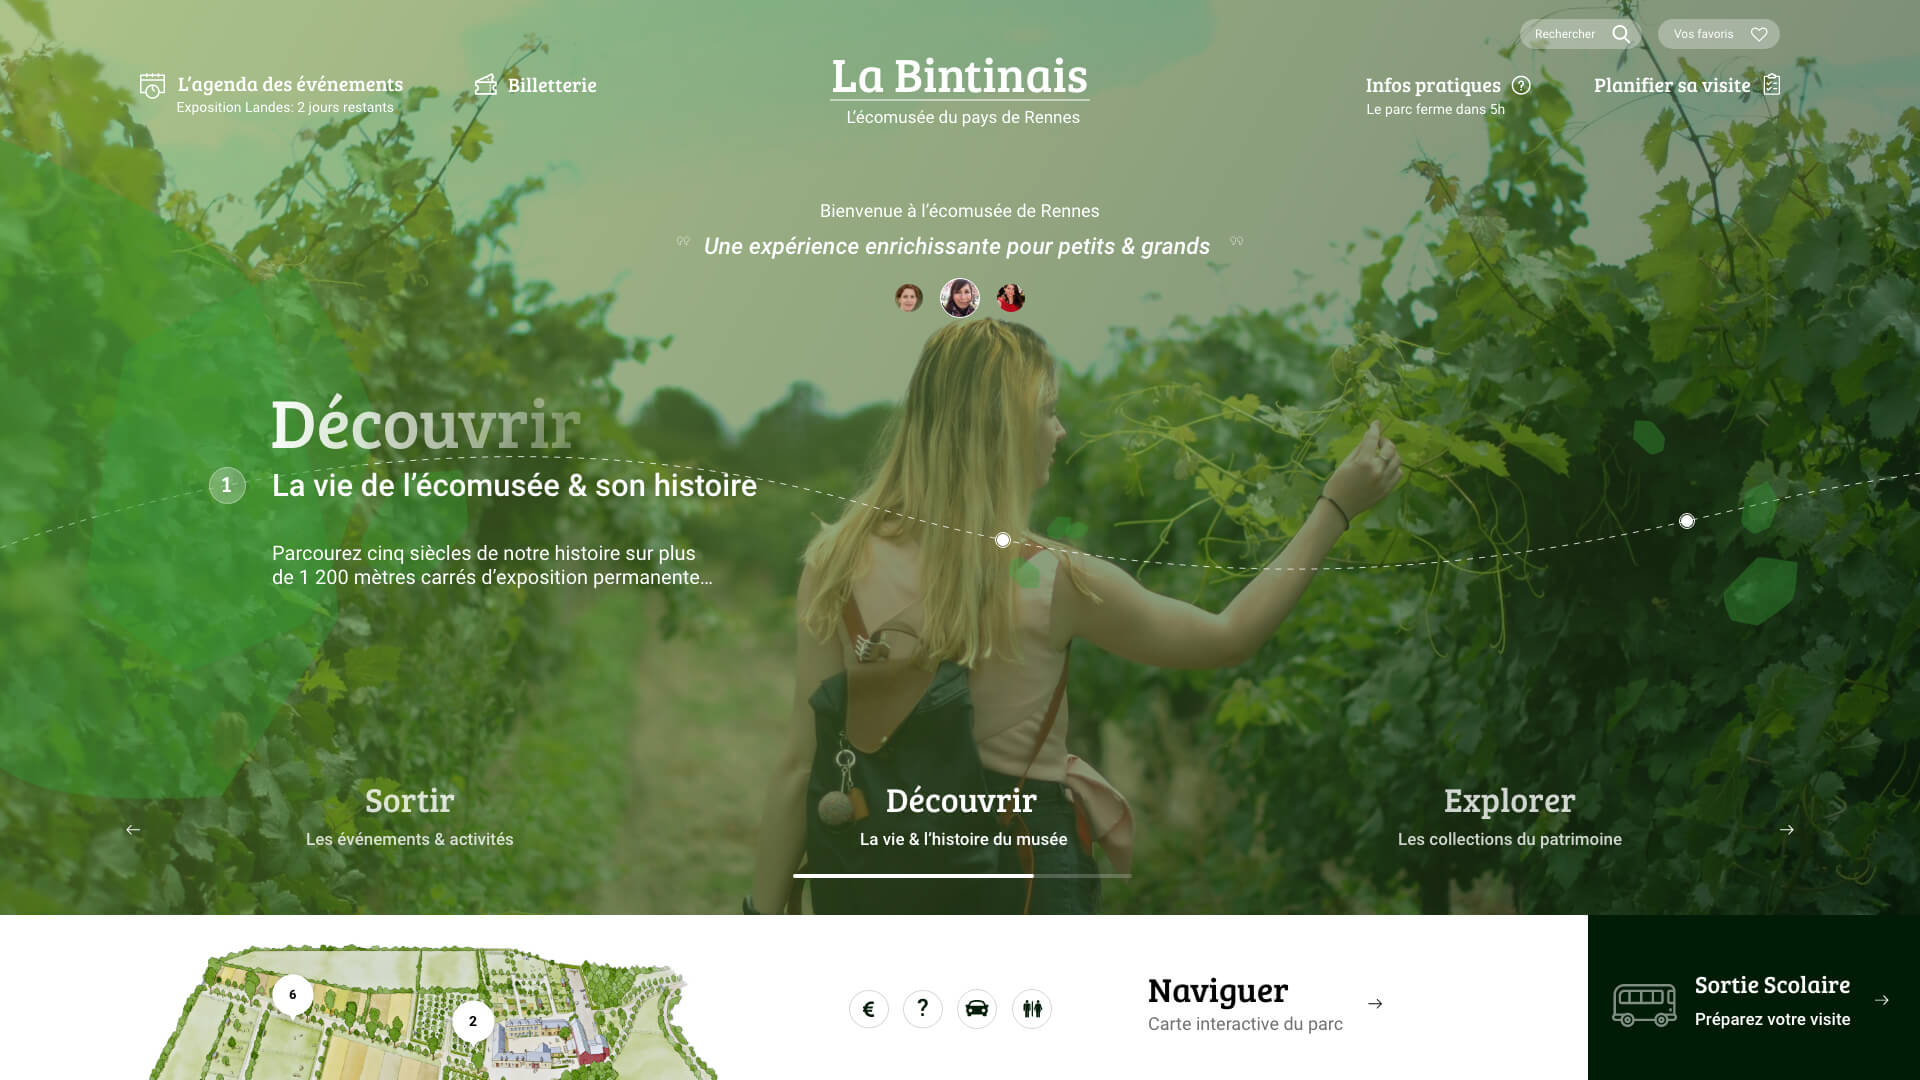 Rechercher
Vos favoris
L’agenda des événements
Exposition Landes: 2 jours restants
Billetterie
La Bintinais
L’écomusée du pays de Rennes
Infos pratiques
Le parc ferme dans 5h
Planifier sa visite
Bienvenue à l’écomusée de Rennes
" Une expérience enrichissante pour petits & grands "
Découvrir
1 La vie de l’écomusée & son histoire
Parcourez cinq siècles de notre histoire sur plus
de 1 200 mètres carrés d’exposition permanente…
Sortir
Les événements & activités
Découvrir
La vie & l’histoire du musée
Explorer
Les collections du patrimoine
6
2
€ ?
Naviguer
Carte interactive du parc
Sortie Scolaire
Préparez votre visite